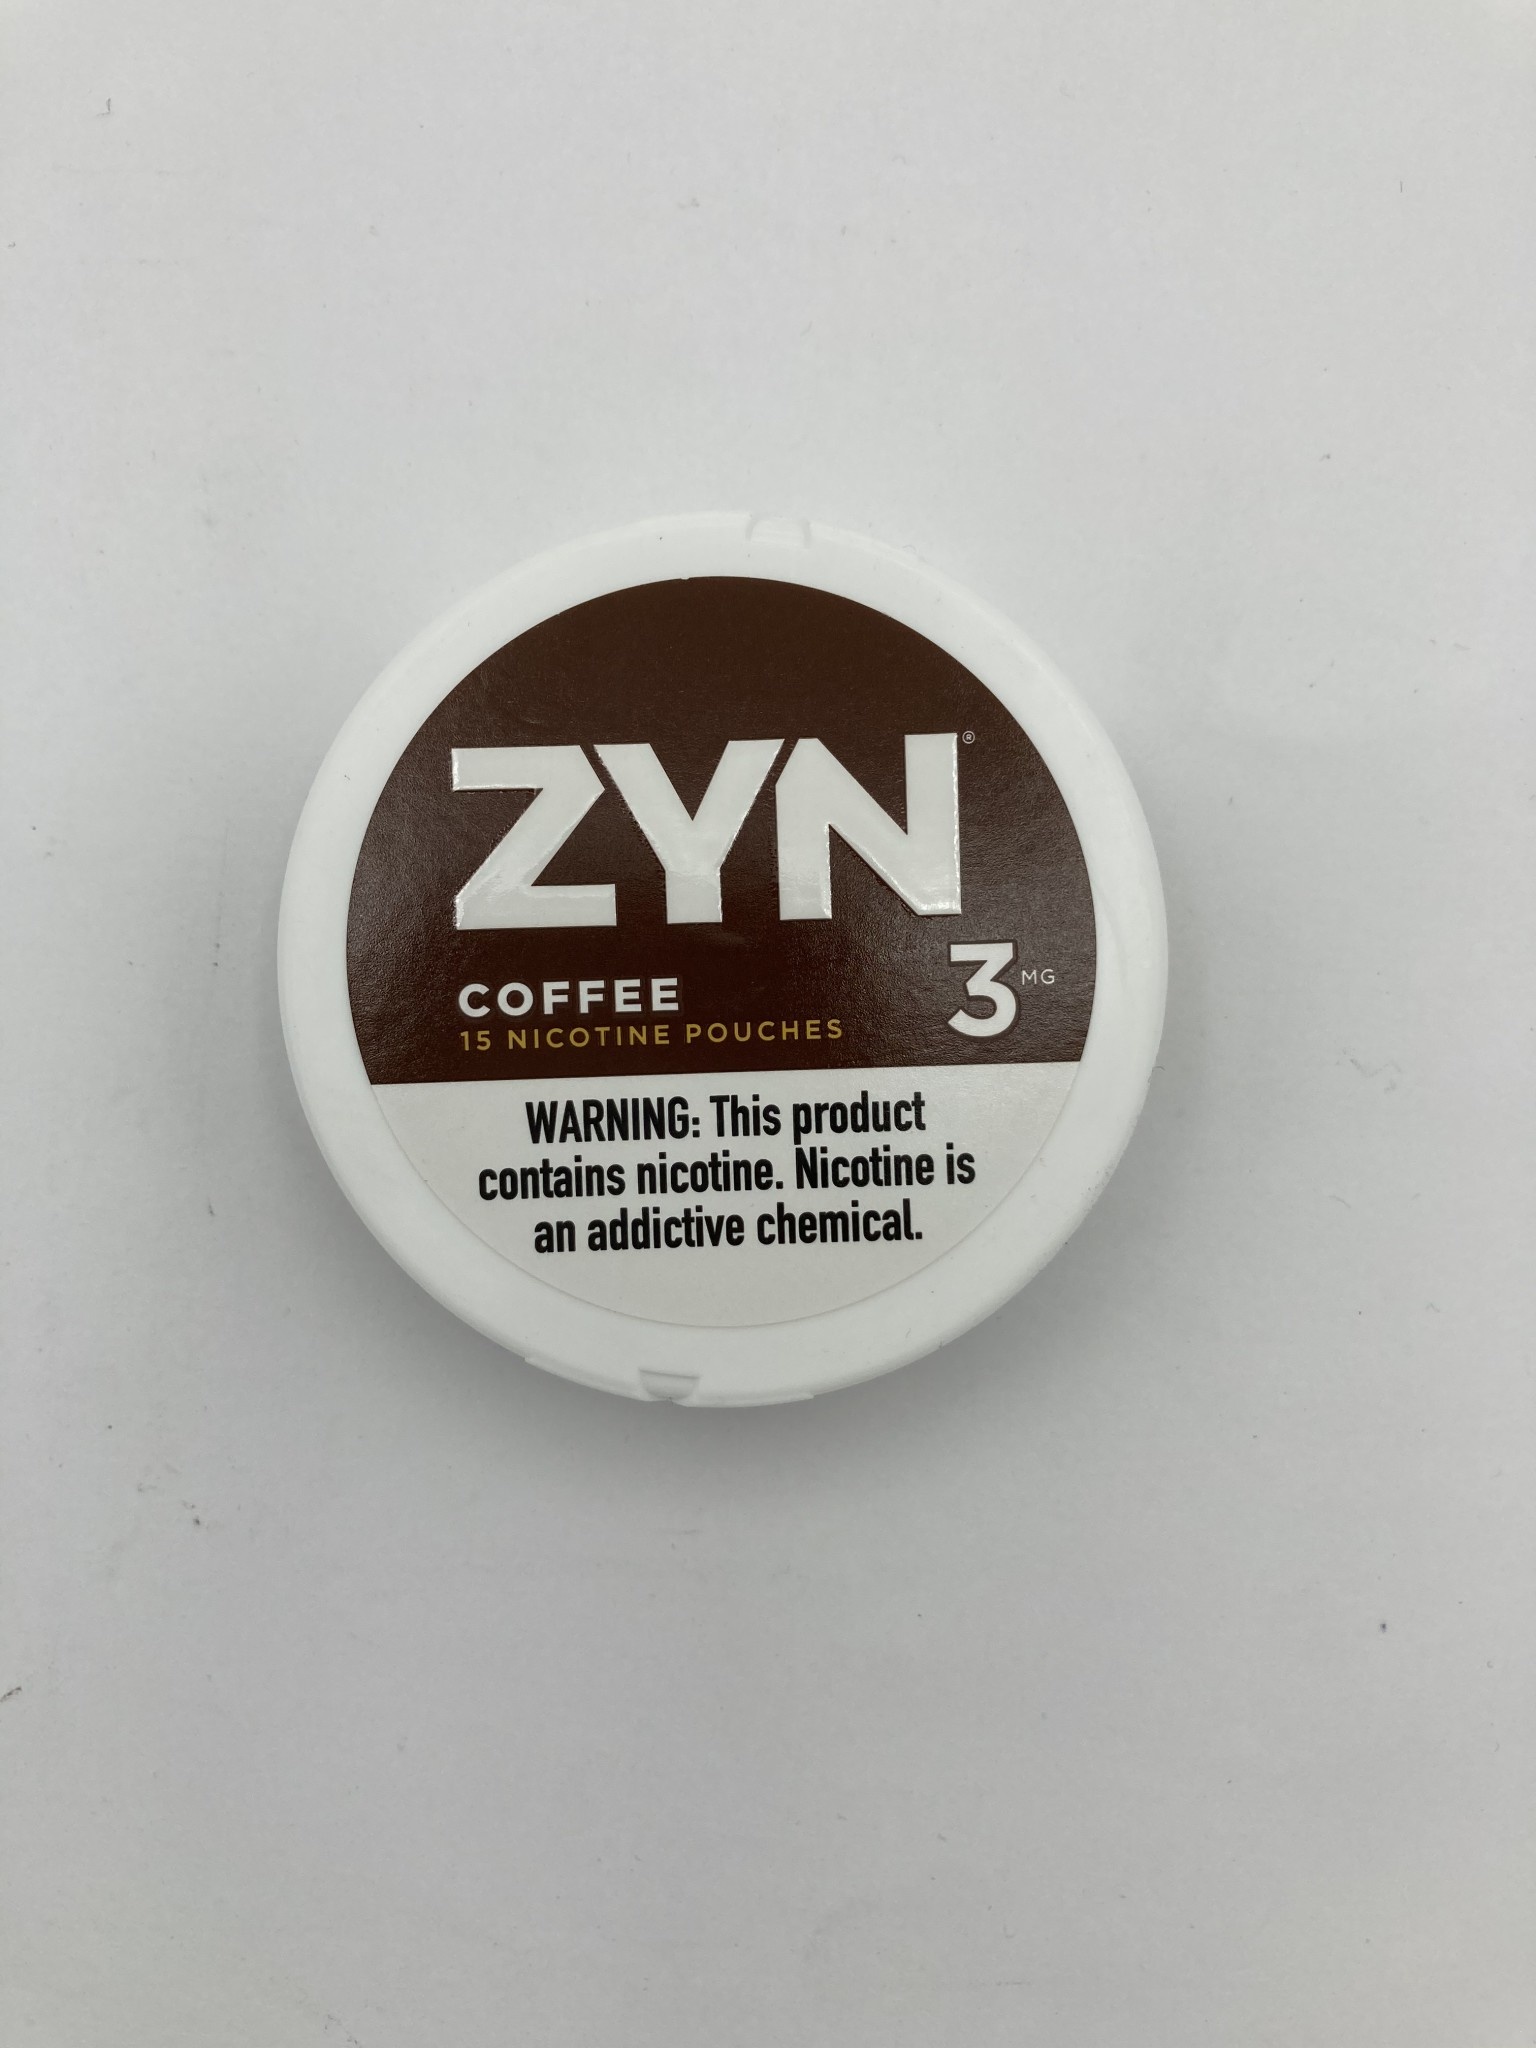 ZYN®
3 MG
COFFEE
15 NICOTINE POUCHES
WARNING: This product
contains nicotine. Nicotine is
an addictive chemical.